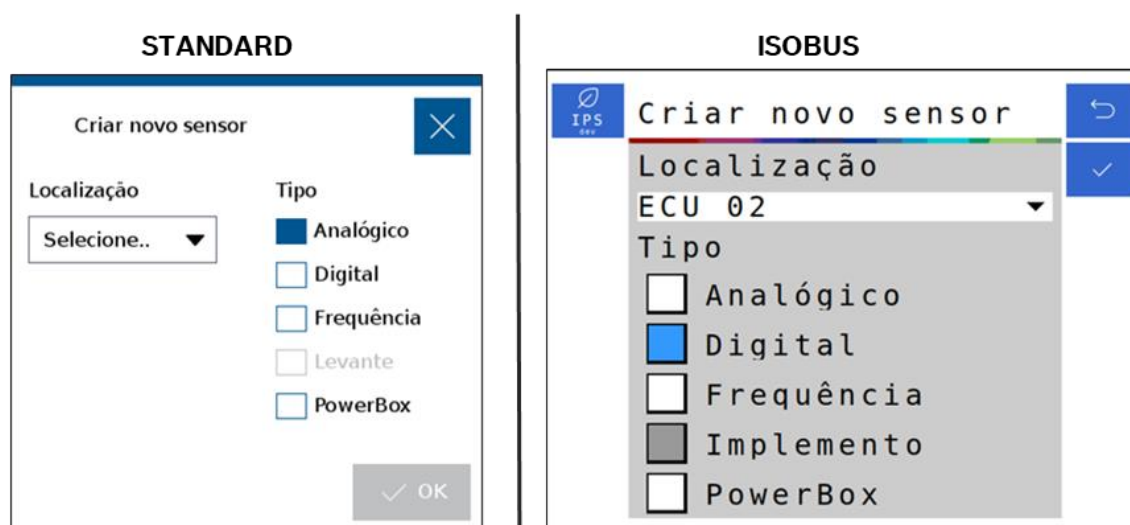 STANDARD
Criar novo sensor
Localização
Selecione..
Tipo
Analógico
Digital
Frequência
Levante
PowerBox
OK
ISOBUS
IPS
dev
Criar novo sensor
Localização
ECU 02
Tipo
Analógico
Digital
Frequência
Implemento
PowerBox